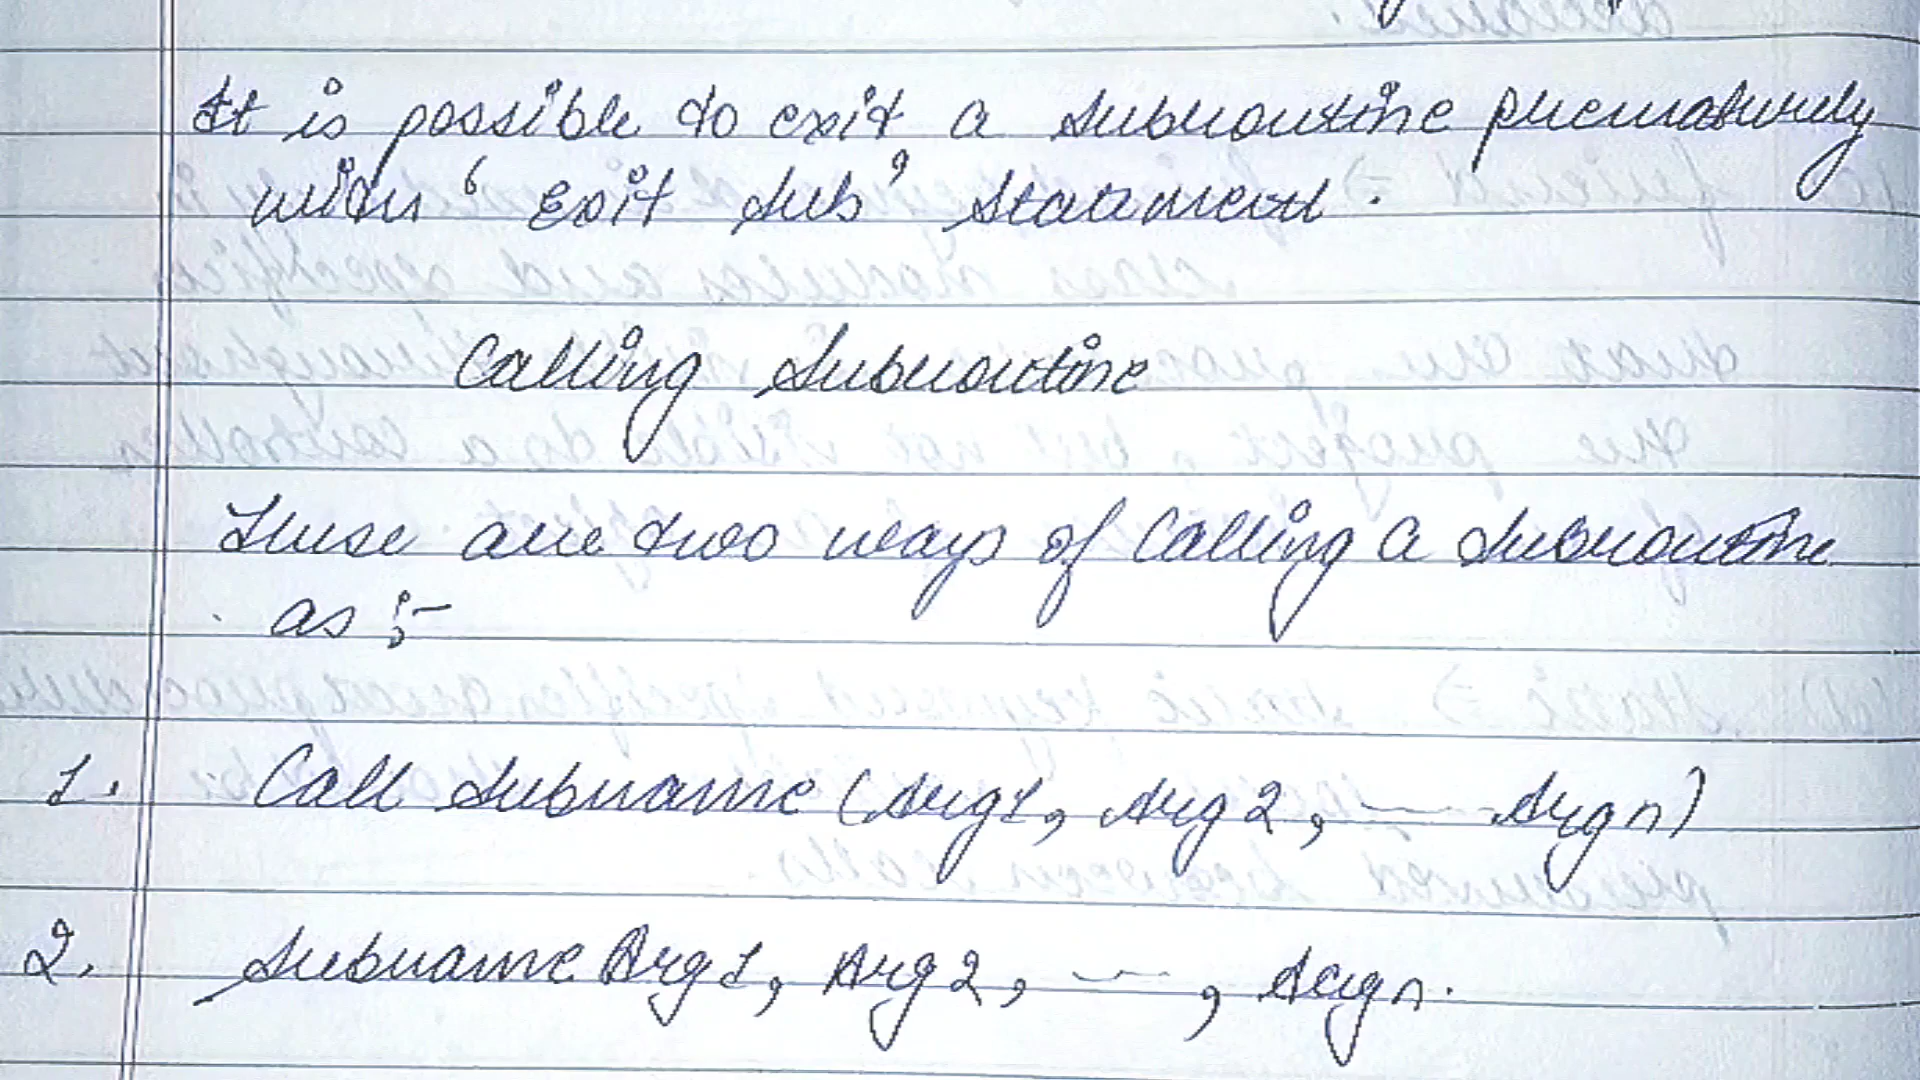 It is possible to exit a subroutine prematurely
with 'Exit Sub' statement.
Calling Subroutine
These are two ways of Calling a Subroutine
as :-
1. Call Subname (Arg1, Arg2, ---- Argn)
2. Subname Arg1, Arg2, ----, Argn.